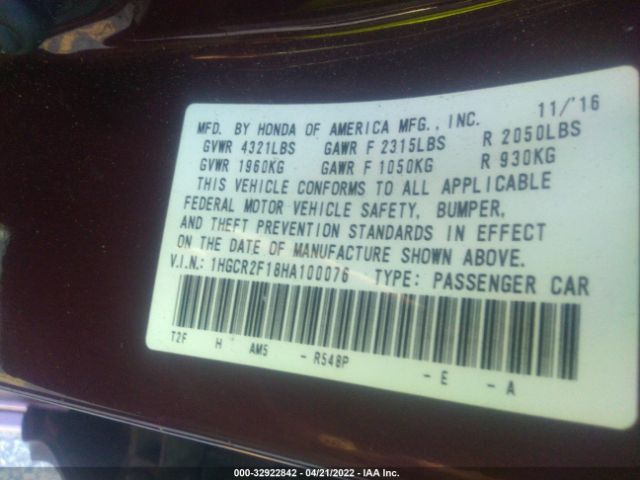 MFD. BY HONDA OF AMERICA MFG., INC. 11/'16
GVWR 4321LBS GAWR F 2315LBS R 2050LBS
GVWR 1960KG GAWR F 1050KG R 930KG
THIS VEHICLE CONFORMS TO ALL APPLICABLE
FEDERAL MOTOR VEHICLE SAFETY, BUMPER,
AND THEFT PREVENTION STANDARDS IN EFFECT
ON THE DATE OF MANUFACTURE SHOWN ABOVE.
V.I.N.: 1HGCR2F18HA100076 TYPE: PASSENGER CAR
T2F H AM5 - R548P - E - A
000-32922842 - 04/21/2022 - IAA Inc.